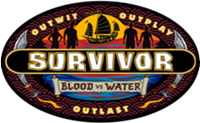 OUTWIT OUTPLAY
SURVIVOR
BLOOD vs WATER
OUTLAST